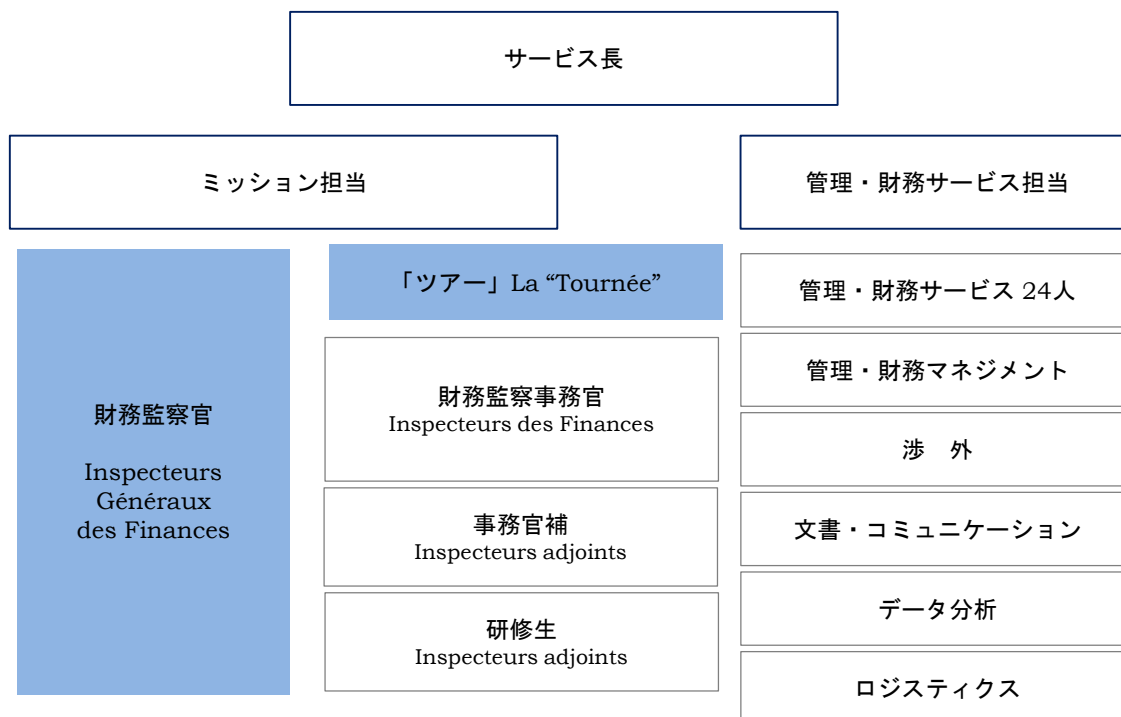 サービス長
ミッション担当
管理・財務サービス担当
財務監察官
Inspecteurs
Généraux
des Finances
「ツアー」La “Tournée”
財務監察事務官
Inspecteurs des Finances
事務官補
Inspecteurs adjoints
研修生
Inspecteurs adjoints
管理・財務サービス 24人
管理・財務マネジメント
渉　外
文書・コミュニケーション
データ分析
ロジスティクス